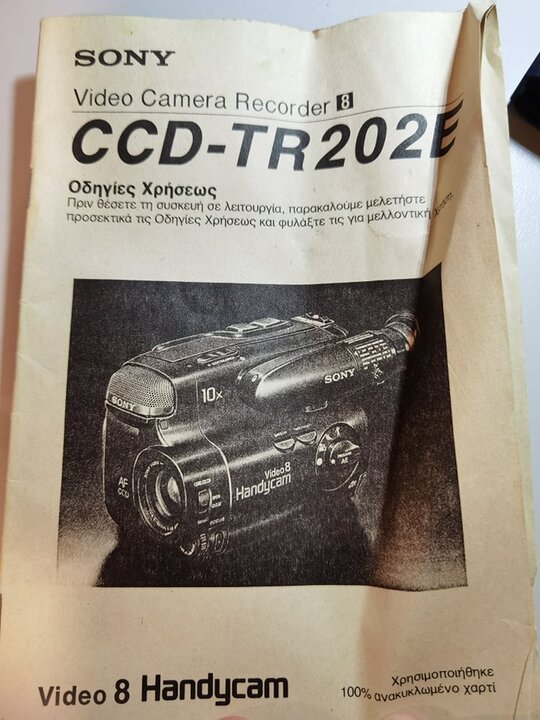 SONY
Video Camera Recorder 8
CCD-TR202E
Οδηγίες Χρήσεως
Πριν θέσετε τη συσκευή σε λειτουργία, παρακαλούμε μελετήστε
προσεκτικά τις Οδηγίες Χρήσεως και φυλάξτε τις για μελλοντική
10x
SONY
SONY
AF
CCD
Video 8
Handycam
AE
Video 8 Handycam
Χρησιμοποιήθηκε
100% ανακυκλωμένο χαρτί